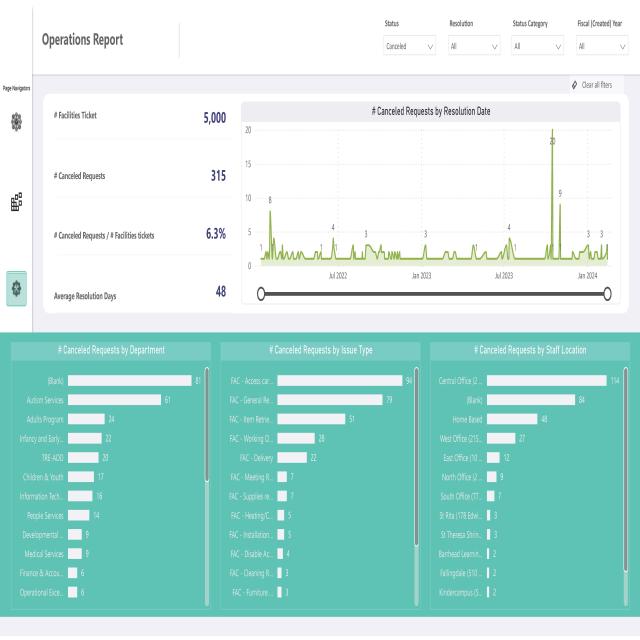 Operations Report
Status
Canceled
Resolution
All
Status Category
All
Fiscal (Created) Year
All
Page Navigators
Clear all filters
# Facilities Ticket
5,000
# Canceled Requests
315
# Canceled Requests / # Facilities tickets
6.3%
Average Resolution Days
48
# Canceled Requests by Resolution Date
20
15
10
5
0
1
8
1
4
1
3
3
1
4
1
20
1
9
3
3
Jul 2022
Jan 2023
Jul 2023
Jan 2024
# Canceled Requests by Department
(Blank) 81
Autism Services 61
Adults Program 24
Infancy and Early... 22
TRE-ADD 20
Children & Youth 17
Information Tech... 16
People Services 14
Developmental ... 9
Medical Services 9
Finance & Accou... 6
Operational Exce... 6
# Canceled Requests by Issue Type
FAC - Access car... 94
FAC - General Re... 79
FAC - Item Retrie... 51
FAC - Working O... 28
FAC - Delivery 22
FAC - Meeting R... 7
FAC - Supplies re... 7
FAC - Heating/C... 5
FAC - Installation... 5
FAC - Disable Ac... 4
FAC - Cleaning R... 3
FAC - Furniture ... 3
# Canceled Requests by Staff Location
Central Office (2... 114
(Blank) 84
Home Based 48
West Office (215... 27
East Office (10 ... 12
North Office (2... 9
South Office (TT... 7
St Rita (178 Edwi... 3
St Theresa Shrin... 3
Barrhead Learnin... 2
Fallingdale (510 ... 2
Kindercampus (5... 2